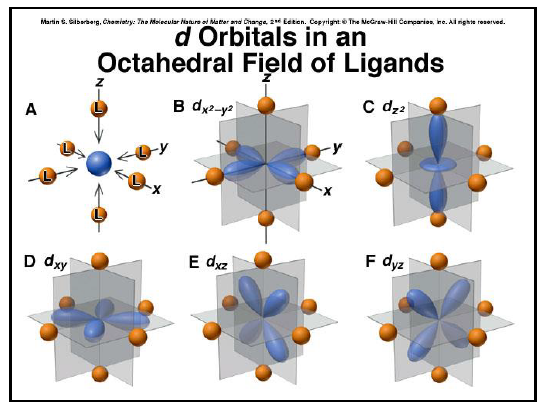 Martin S. Silberberg, Chemistry: The Molecular Nature of Matter and Change, 2nd Edition. Copyright © The McGraw-Hill Companies, Inc. All rights reserved.
d Orbitals in an
Octahedral Field of Ligands
A
z
L
L
L
y
L
L
x
L
B dx²−y²
z
y
x
C dz²
D dxy
E dxz
F dyz